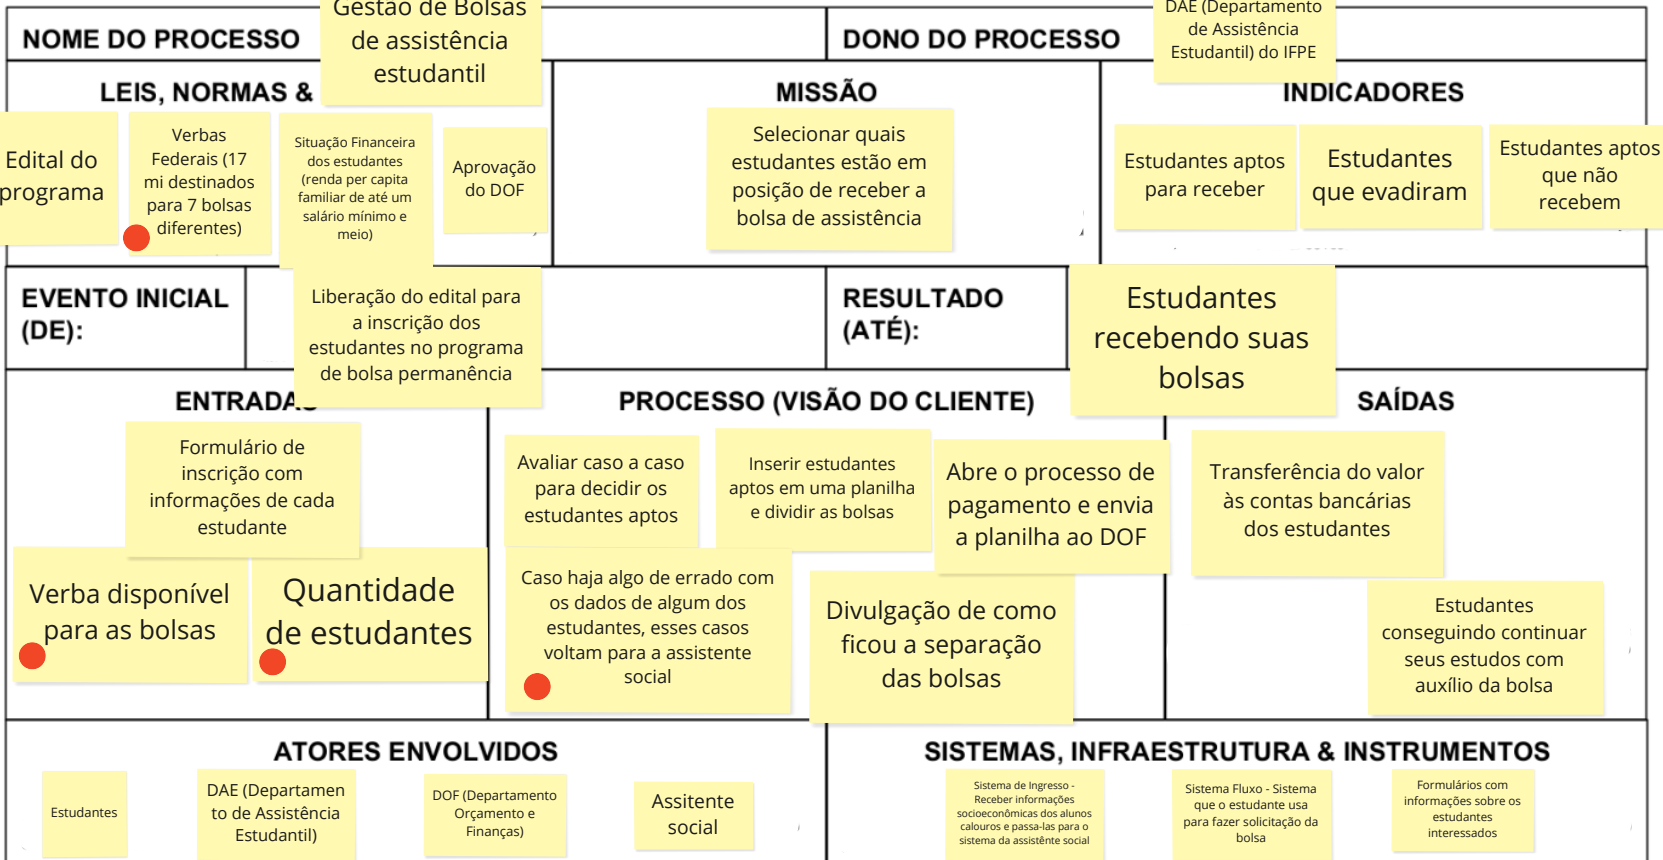 Gestão de Bolsas
de assistência
estudantil
NOME DO PROCESSO
DONO DO PROCESSO
DAE (Departamento
de Assistência
Estudantil) do IFPE
LEIS, NORMAS &
Edital do
programa
Verbas
Federais (17
mi destinados
para 7 bolsas
diferentes)
Situação Financeira
dos estudantes
(renda per capita
familiar de até um
salário mínimo e
meio)
Aprovação
do DOF
MISSÃO
Selecionar quais
estudantes estão em
posição de receber a
bolsa de assistência
INDICADORES
Estudantes aptos
para receber
Estudantes
que evadiram
Estudantes aptos
que não
recebem
EVENTO INICIAL
(DE):
Liberação do edital para
a inscrição dos
estudantes no programa
de bolsa permanência
RESULTADO
(ATÉ):
Estudantes
recebendo suas
bolsas
ENTRADAS
Formulário de
inscrição com
informações de cada
estudante
Verba disponível
para as bolsas
Quantidade
de estudantes
PROCESSO (VISÃO DO CLIENTE)
Avaliar caso a caso
para decidir os
estudantes aptos
Inserir estudantes
aptos em uma planilha
e dividir as bolsas
Abre o processo de
pagamento e envia
a planilha ao DOF
Caso haja algo de errado com
os dados de algum dos
estudantes, esses casos
voltam para a assistente
social
Divulgação de como
ficou a separação
das bolsas
SAÍDAS
Transferência do valor
às contas bancárias
dos estudantes
Estudantes
conseguindo continuar
seus estudos com
auxílio da bolsa
ATORES ENVOLVIDOS
Estudantes
DAE (Departamen
to de Assistência
Estudantil)
DOF (Departamento
Orçamento e
Finanças)
Assitente
social
SISTEMAS, INFRAESTRUTURA & INSTRUMENTOS
Sistema de Ingresso -
Receber informações
socioeconômicas dos alunos
calouros e passa-las para o
sistema da assistênte social
Sistema Fluxo - Sistema
que o estudante usa
para fazer solicitação da
bolsa
Formulários com
informações sobre os
estudantes
interessados